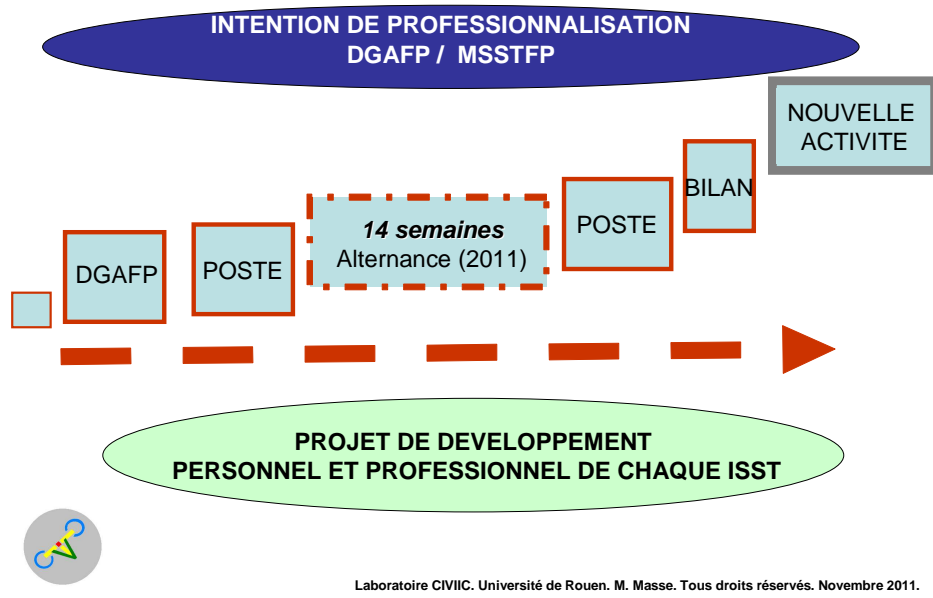 INTENTION DE PROFESSIONNALISATION
DGAFP / MSSTFP
NOUVELLE
ACTIVITE
BILAN
POSTE
14 semaines
Alternance (2011)
POSTE
DGAFP
PROJET DE DEVELOPPEMENT
PERSONNEL ET PROFESSIONNEL DE CHAQUE ISST
Laboratoire CIVIIC. Université de Rouen. M. Masse. Tous droits réservés. Novembre 2011.